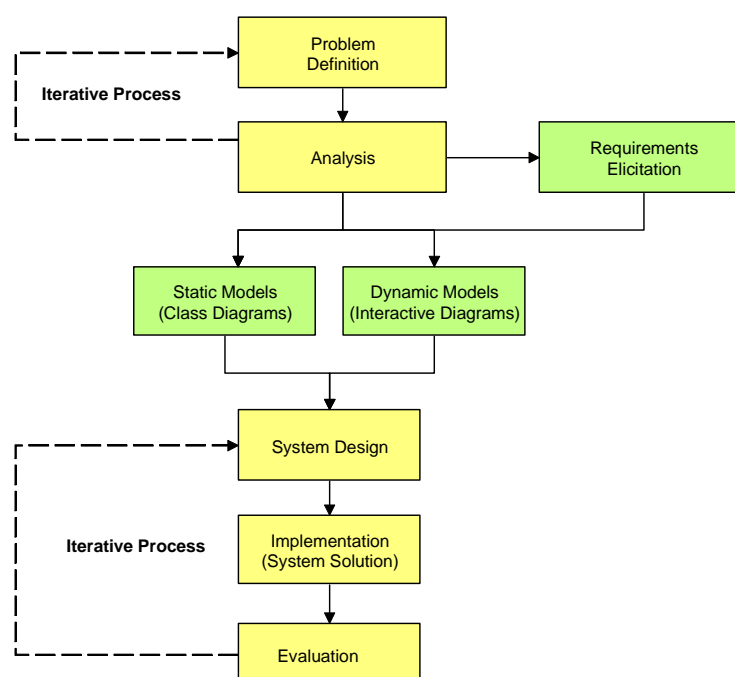 Problem
Definition
Iterative Process
Analysis
Requirements
Elicitation
Static Models
(Class Diagrams)
Dynamic Models
(Interactive Diagrams)
System Design
Iterative Process
Implementation
(System Solution)
Evaluation